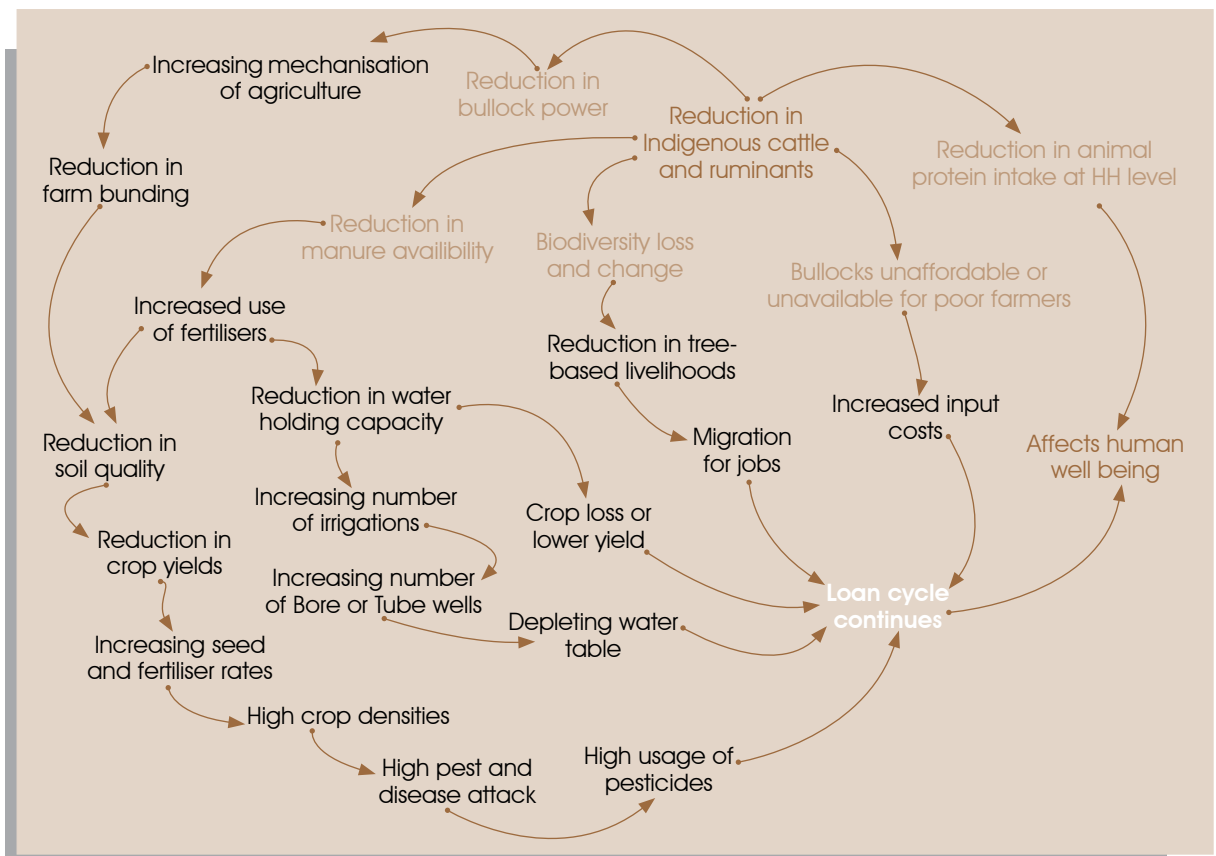 Increasing mechanisation
of agriculture
Reduction in
bullock power
Reduction in
Indigenous cattle
and ruminants
Reduction in animal
protein intake at HH level
Reduction in
farm bunding
Reduction in
manure availibility
Biodiversity loss
and change
Bullocks unaffordable or
unavailable for poor farmers
Increased use
of fertilisers
Reduction in tree-
based livelihoods
Reduction in water
holding capacity
Increased input
costs
Reduction in
soil quality
Migration
for jobs
Affects human
well being
Increasing number
of irrigations
Crop loss or
lower yield
Reduction in
crop yields
Increasing number
of Bore or Tube wells
Loan cycle
continues
Depleting water
table
Increasing seed
and fertiliser rates
High crop densities
High pest and
disease attack
High usage of
pesticides